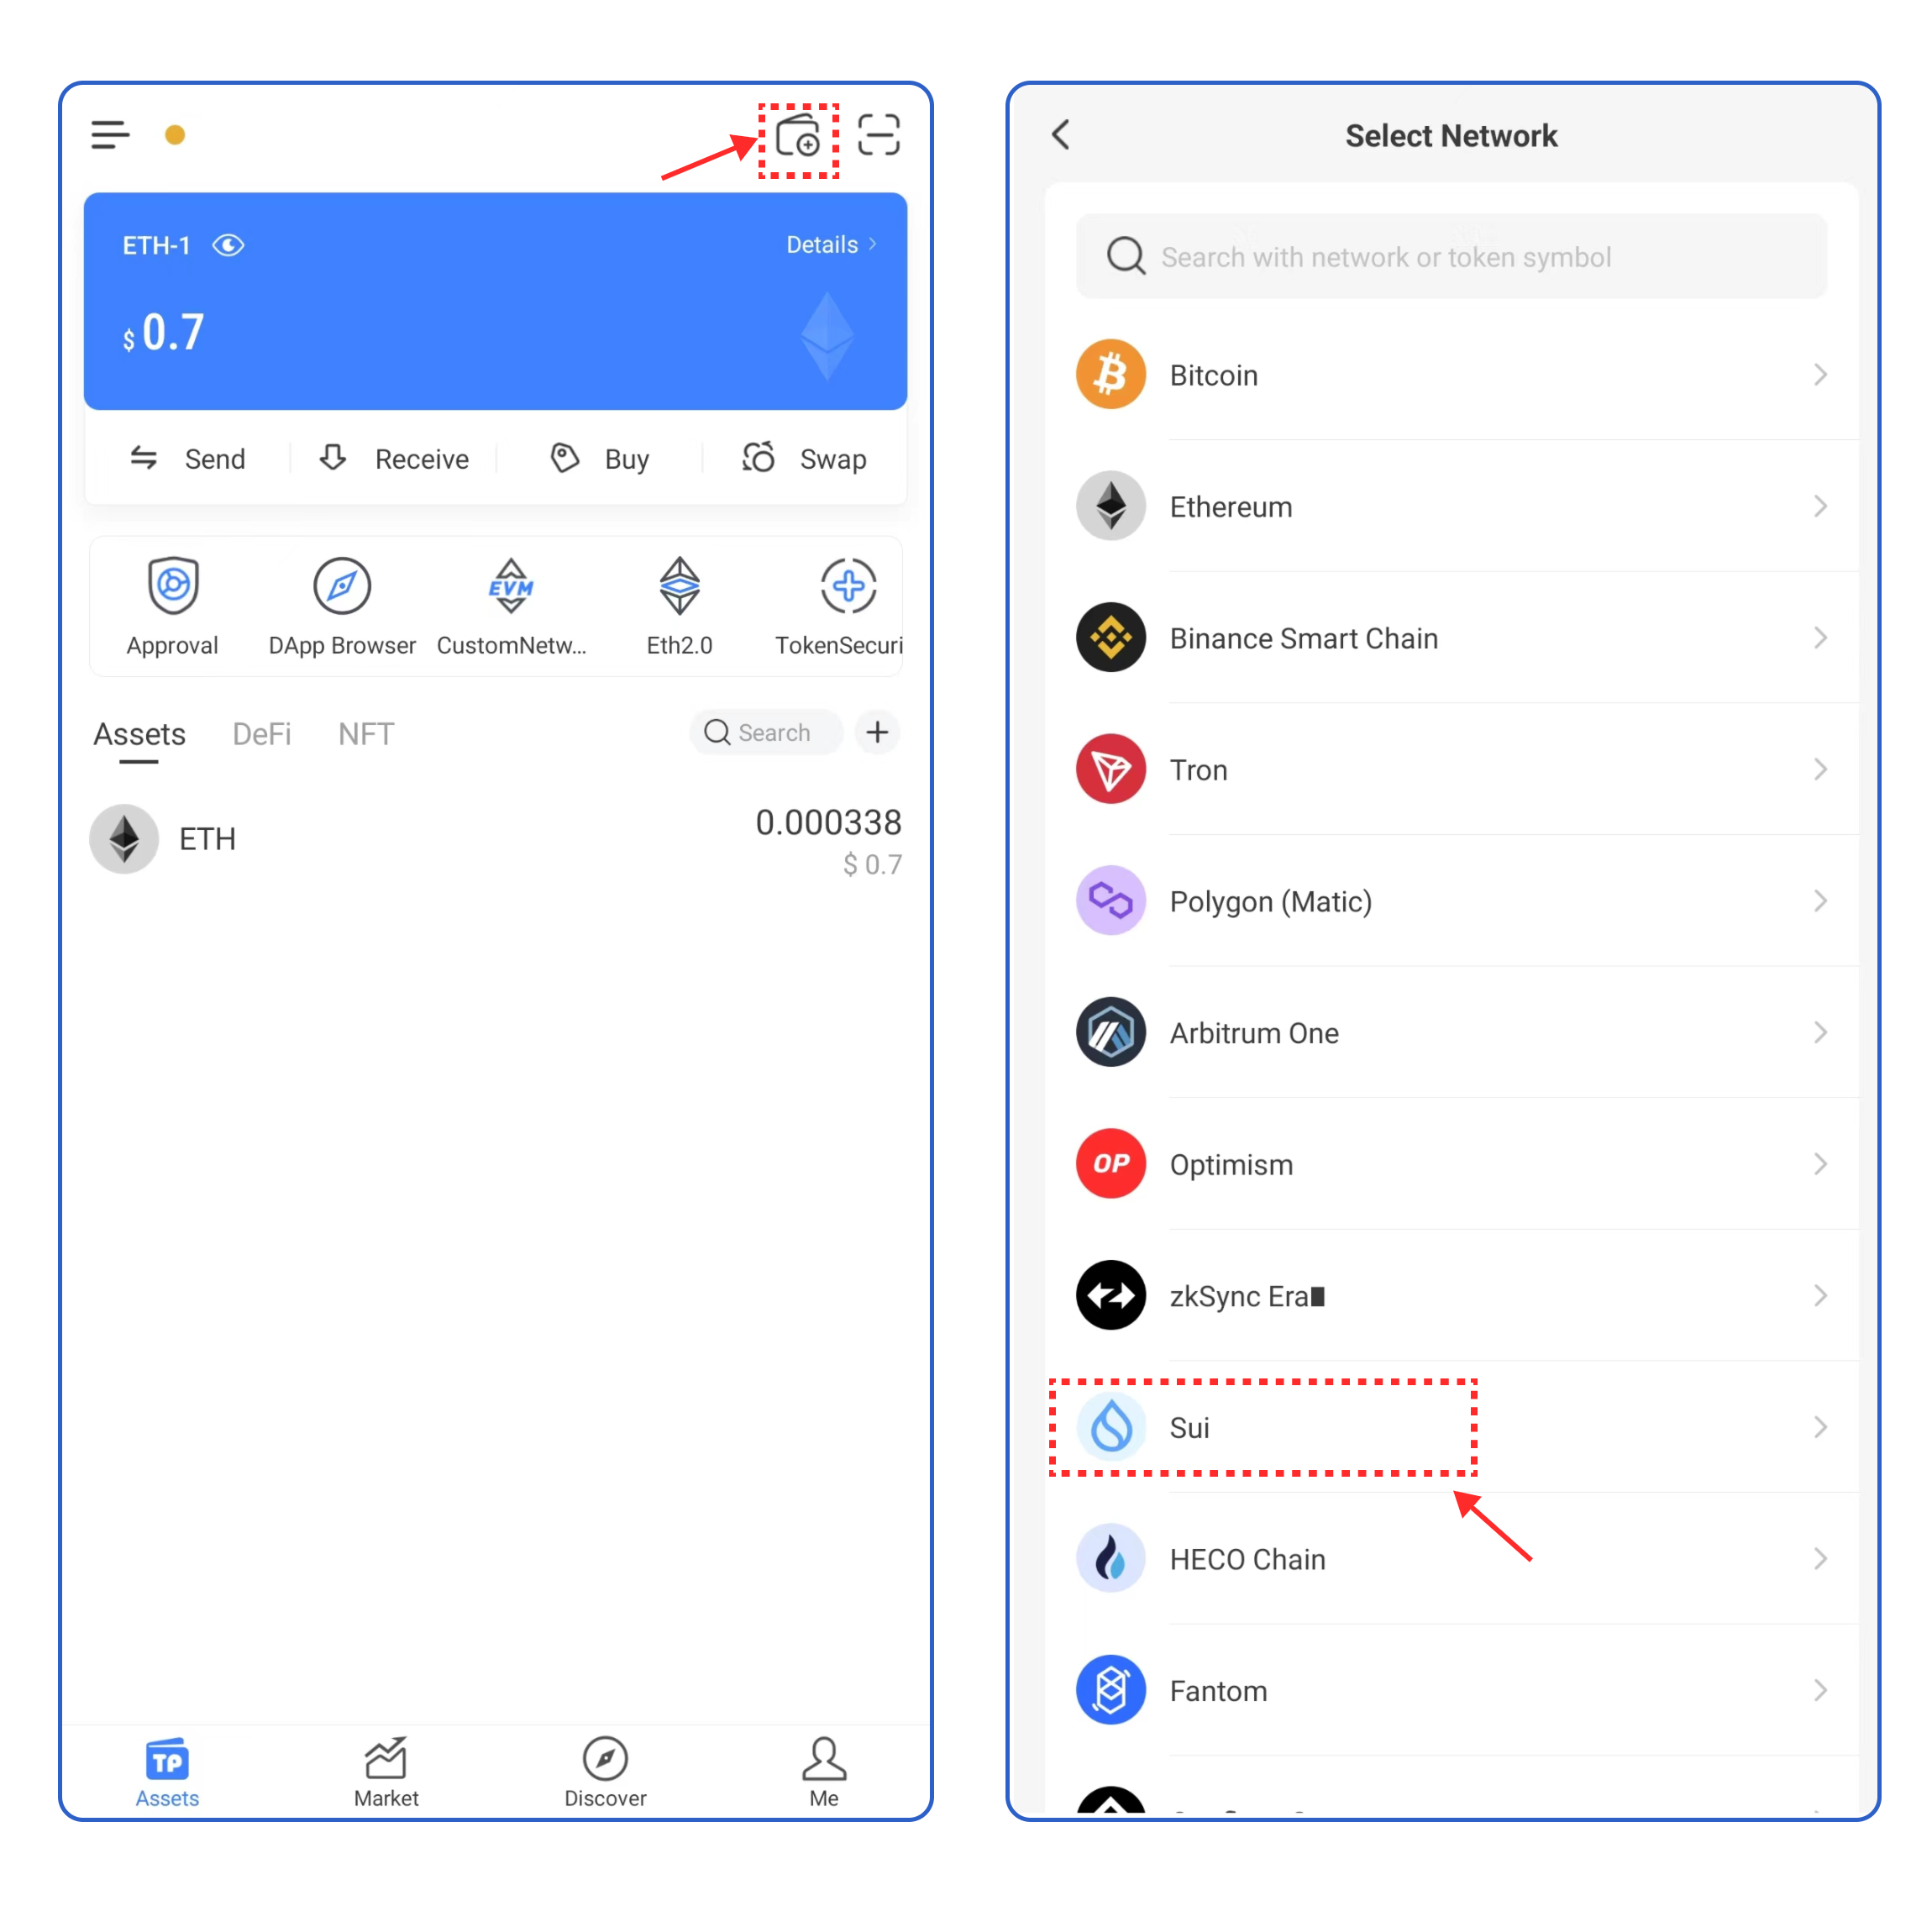 ETH-1
Details
$ 0.7
Send Receive Buy Swap
EVM
Approval DApp Browser CustomNetw... Eth2.0 TokenSecuri
Assets DeFi NFT Search
ETH 0.000338
$ 0.7
TP
Assets Market Discover Me
Select Network
Search with network or token symbol
Bitcoin
Ethereum
Binance Smart Chain
Tron
Polygon (Matic)
Arbitrum One
OP Optimism
zkSync Era
Sui
HECO Chain
Fantom